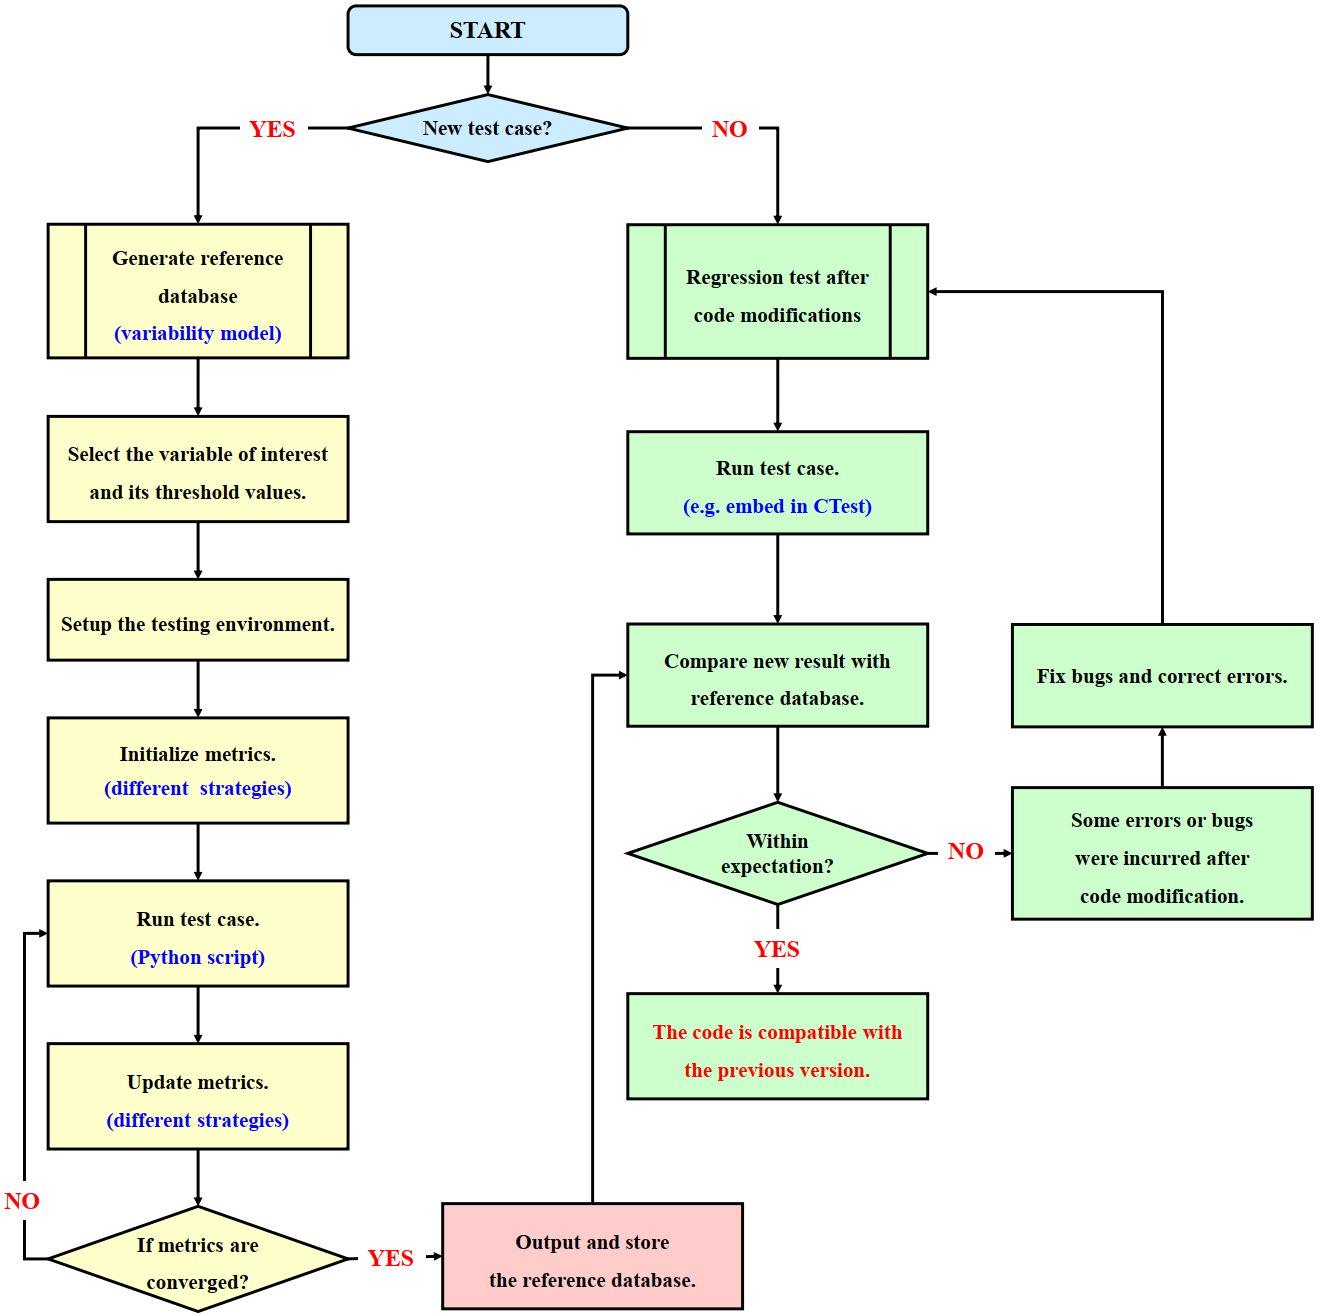 START
New test case?
YES
NO
Generate reference
database
(variability model)
Select the variable of interest
and its threshold values.
Setup the testing environment.
Initialize metrics.
(different  strategies)
Run test case.
(Python script)
Update metrics.
(different strategies)
If metrics are
converged?
NO
YES
Output and store
the reference database.
Regression test after
code modifications
Run test case.
(e.g. embed in CTest)
Compare new result with
reference database.
Within
expectation?
NO
YES
The code is compatible with
the previous version.
Some errors or bugs
were incurred after
code modification.
Fix bugs and correct errors.